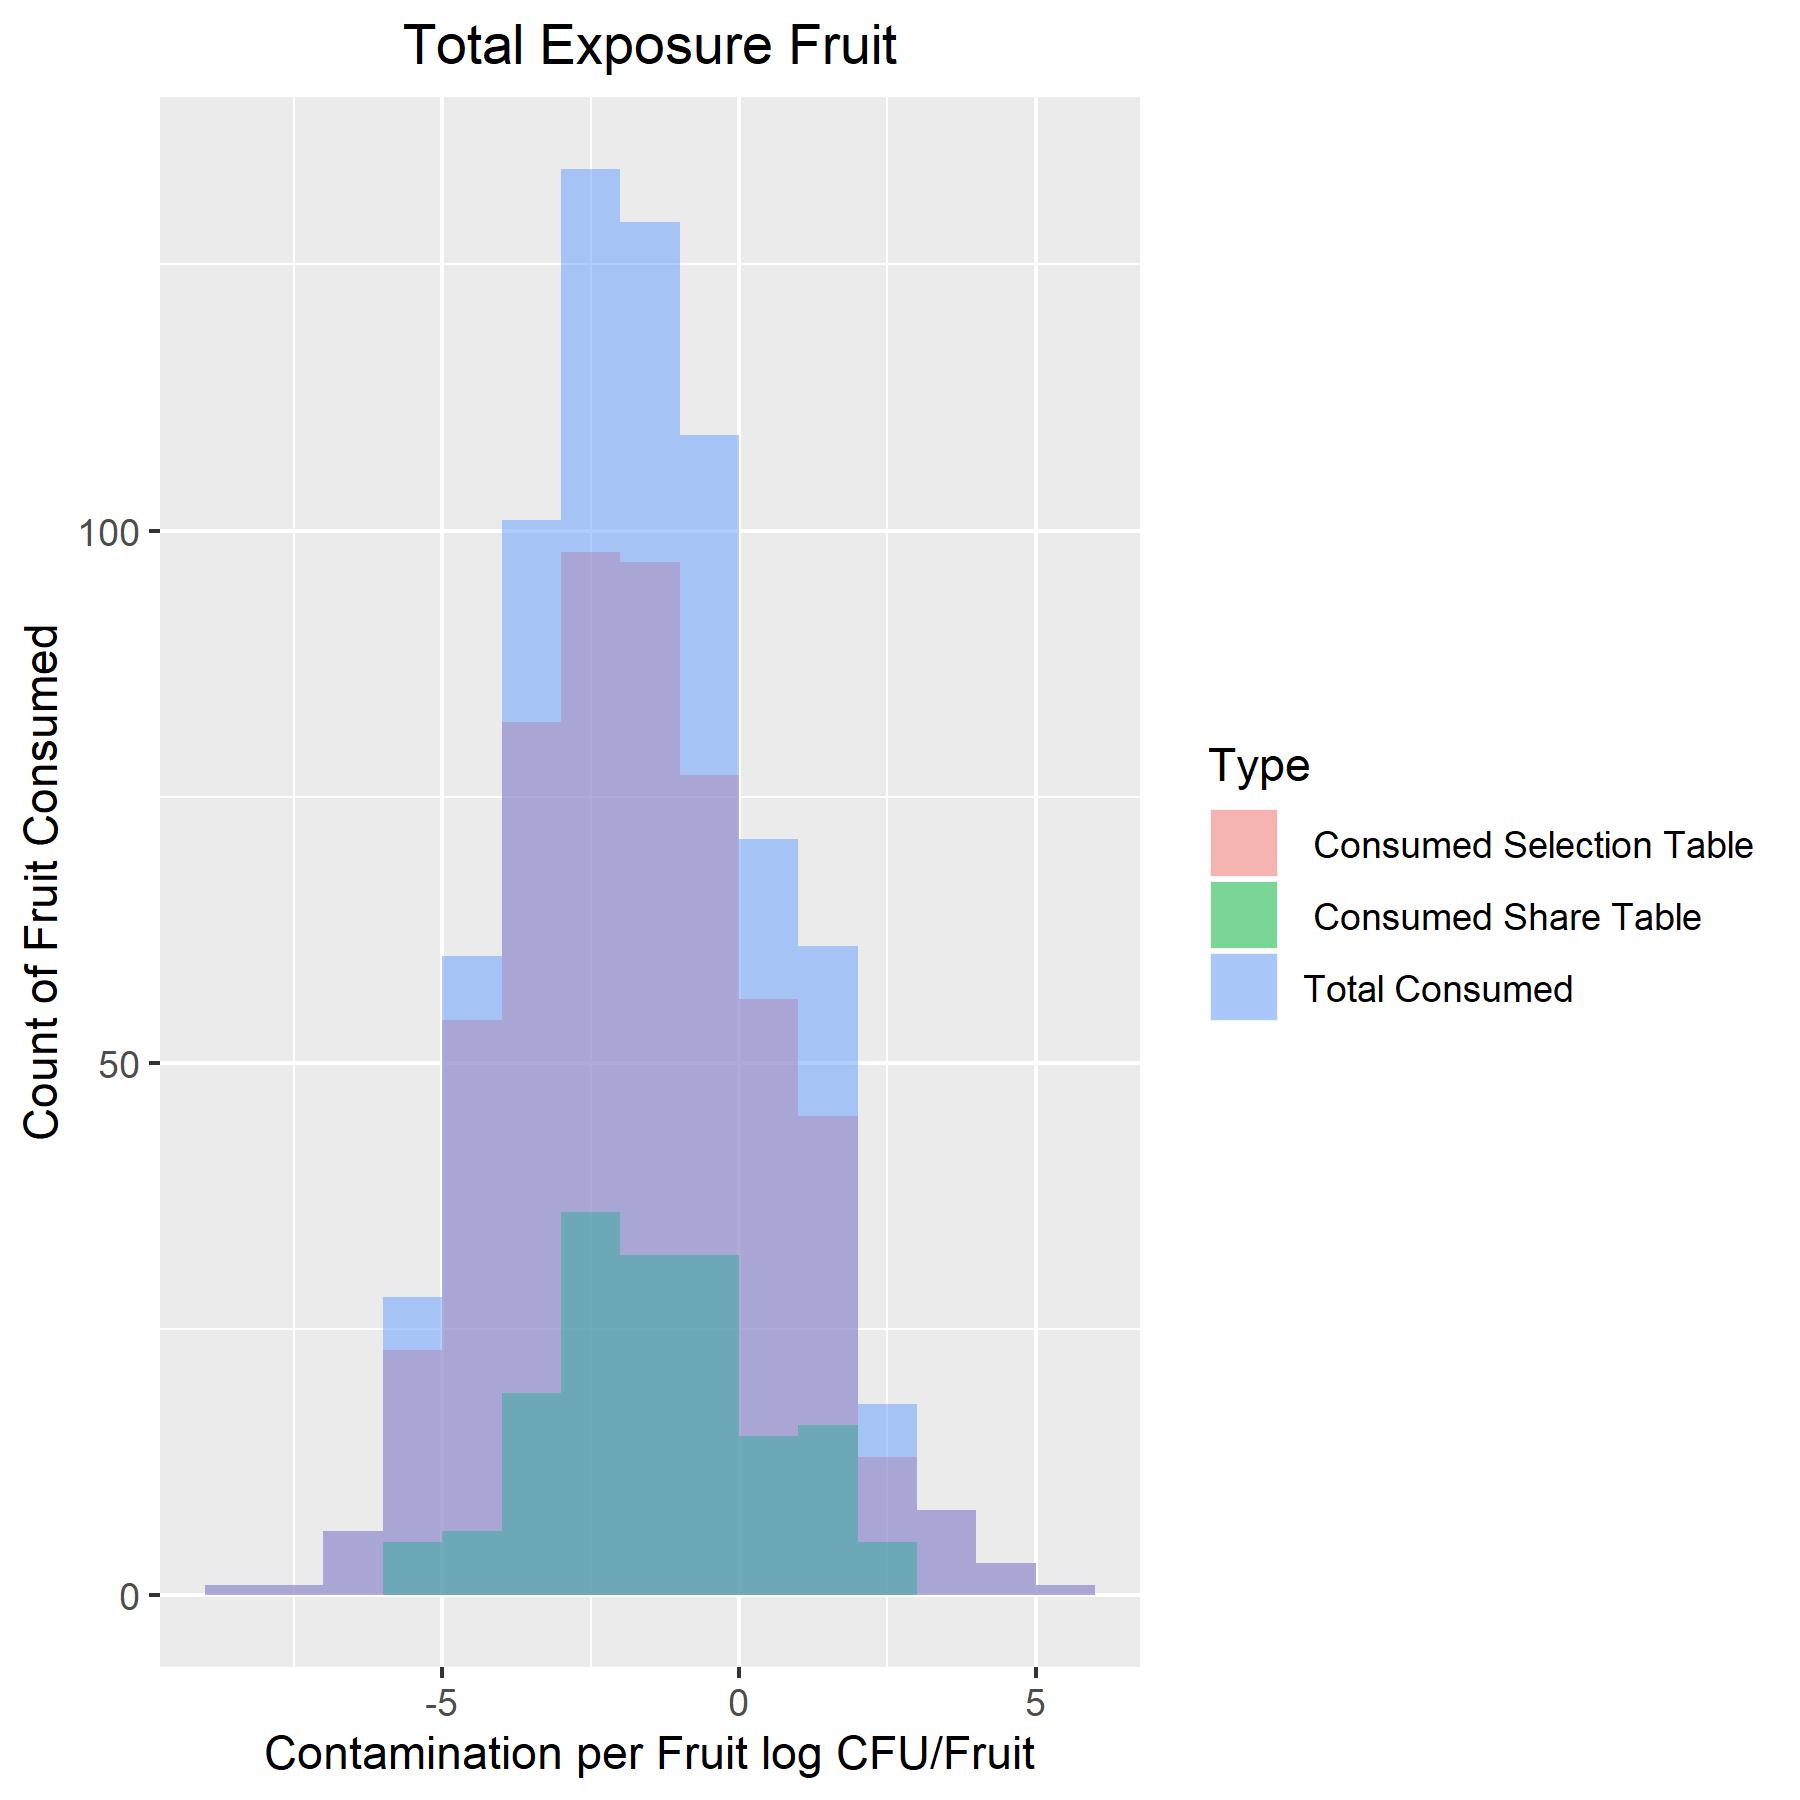 Total Exposure Fruit
Count of Fruit Consumed
100
50
0
-5 0 5
Contamination per Fruit log CFU/Fruit
Type
Consumed Selection Table
Consumed Share Table
Total Consumed